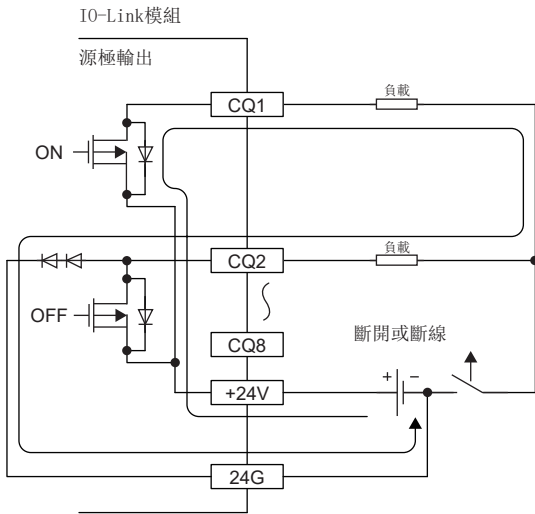 IO-Link模組
源極輸出
CQ1
負載
ON
CQ2
負載
OFF
CQ8
斷開或斷線
+24V
+
−
24G